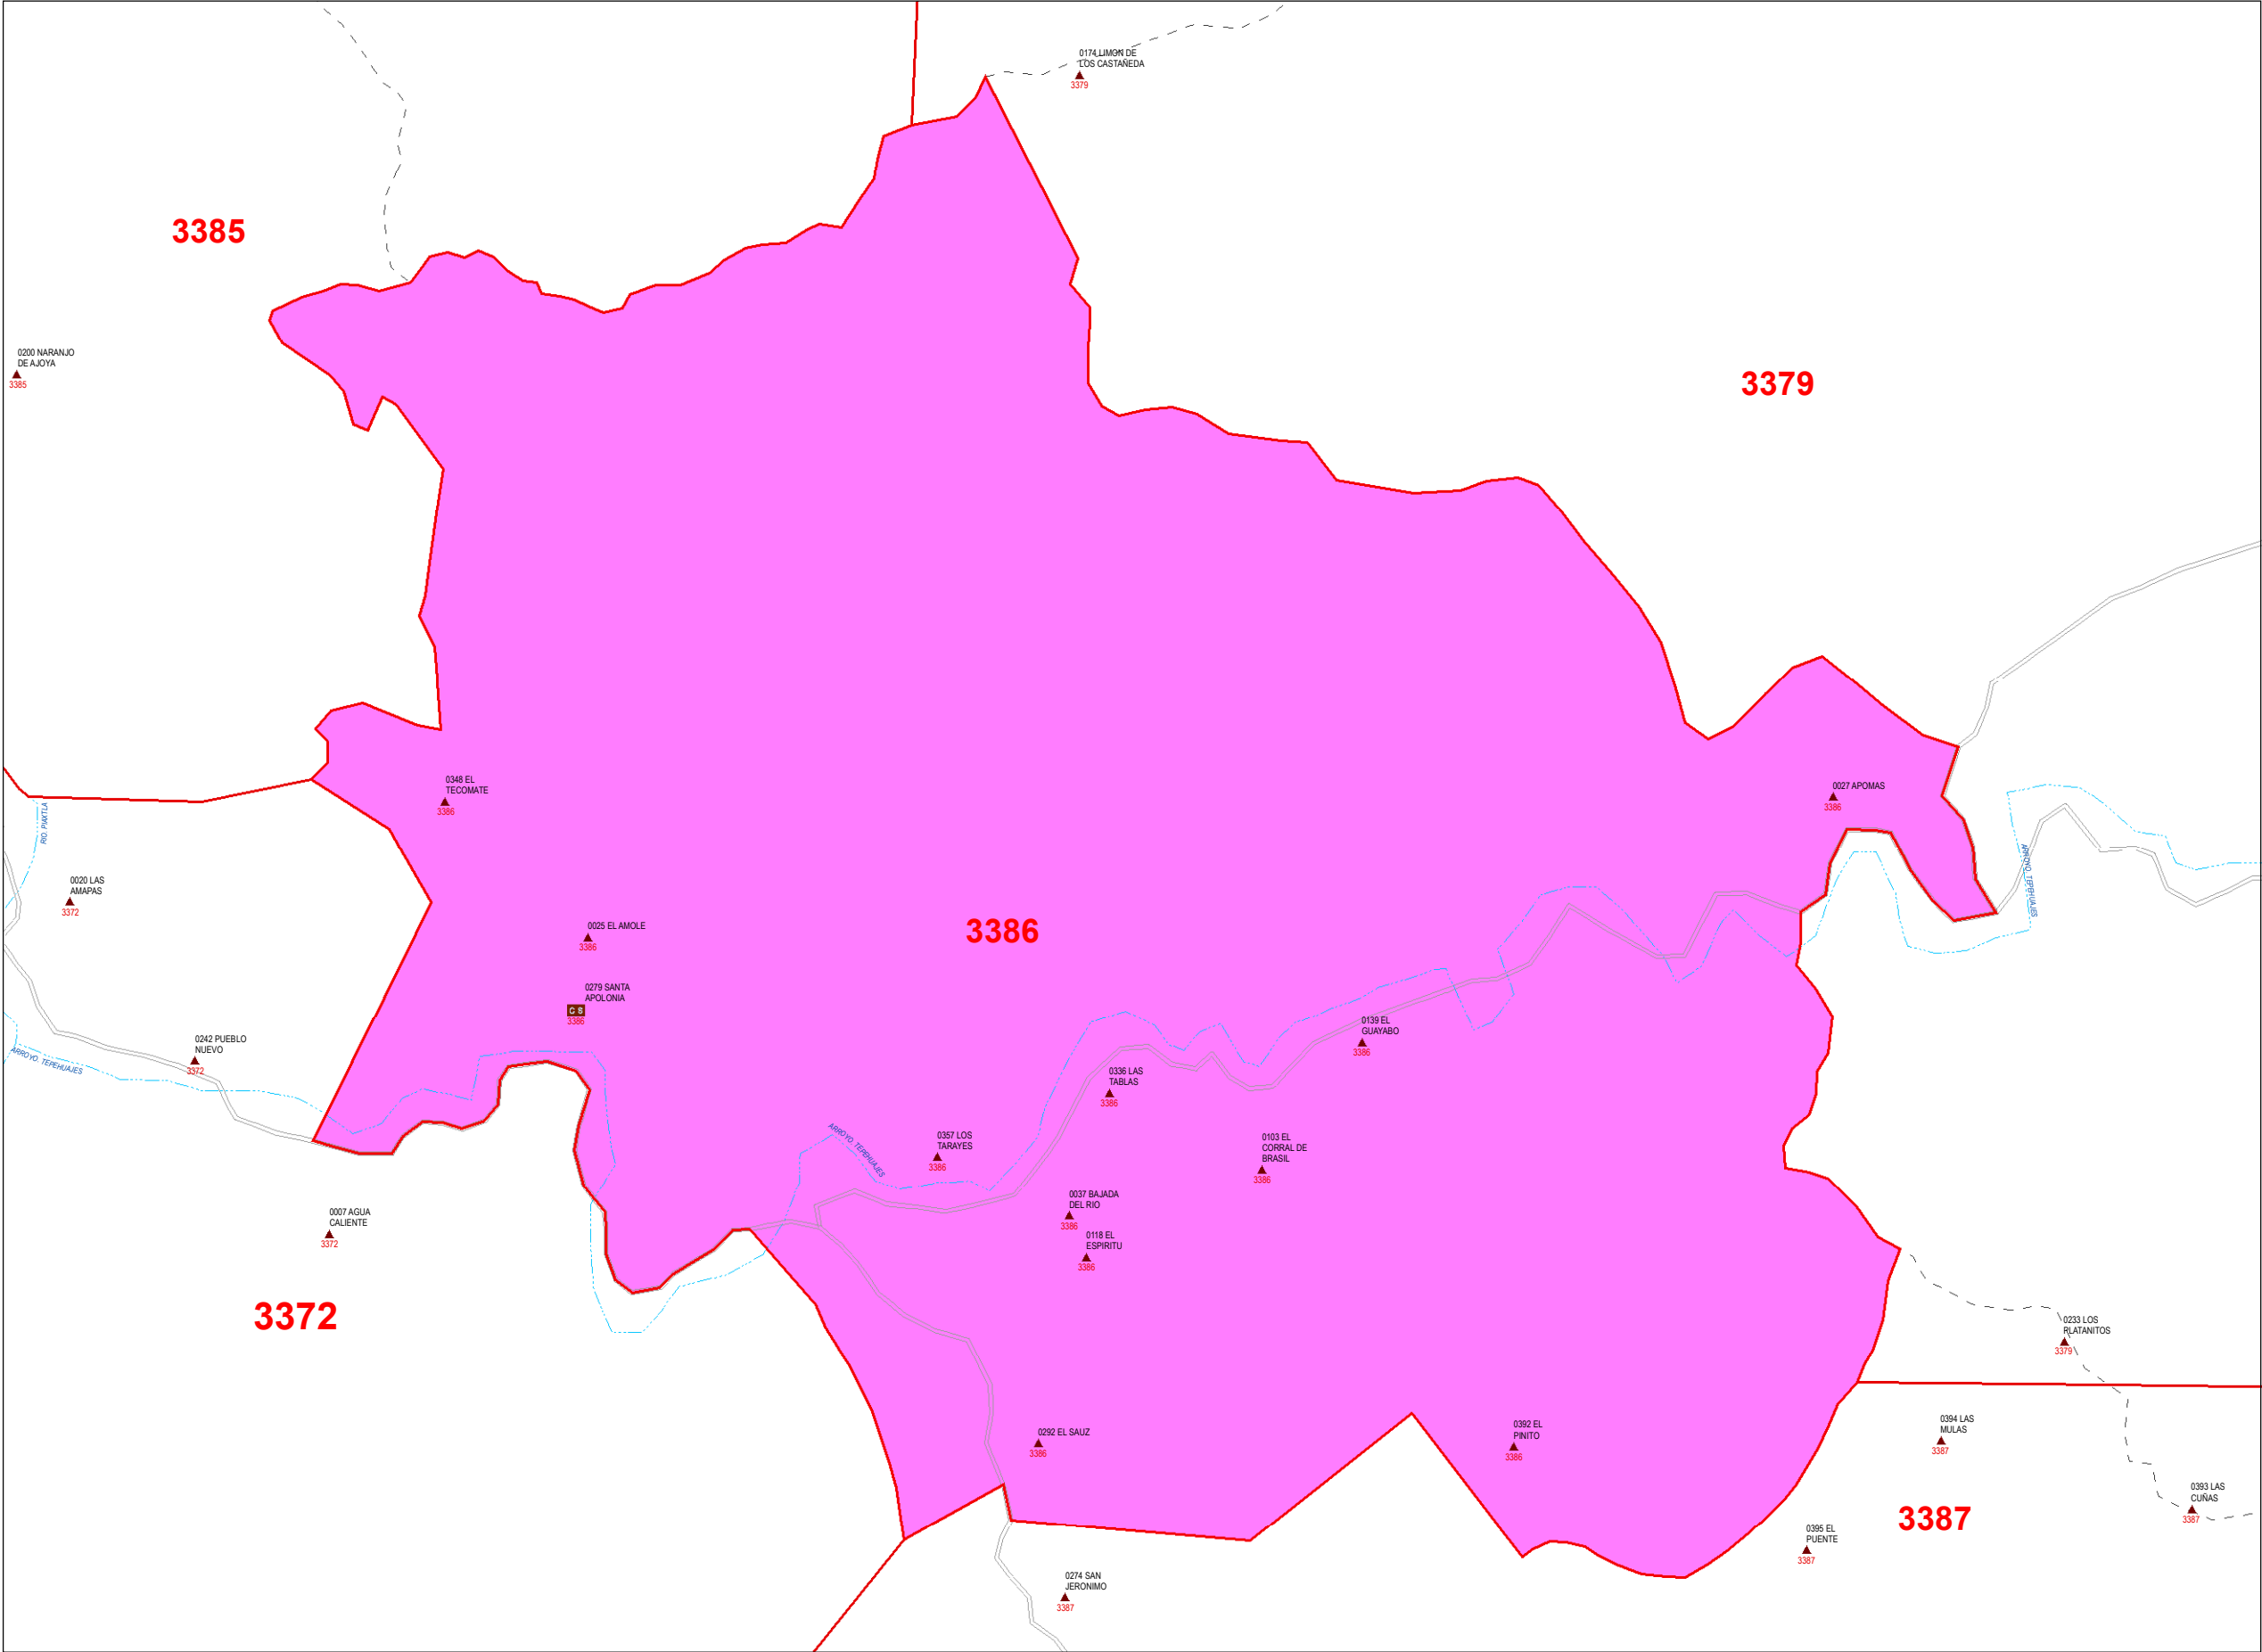 0174 LIMON DE
LOS CASTAÑEDA
3379
3385
0200 NARANJO
DE AJOYA
3385
3379
0348 EL
TECOMATE
3386
0027 APOMAS
3386
RIO. PIAXTLA
0020 LAS
AMAPAS
3372
ARROYO. TEPEHUAJES
0025 EL AMOLE
3386
3386
0279 SANTA
APOLONIA
C S
3386
0242 PUEBLO
NUEVO
3372
ARROYO. TEPEHUAJES
0139 EL
GUAYABO
3386
0336 LAS
TABLAS
3386
0357 LOS
TARAYES
3386
ARROYO. TEPEHUAJES
0103 EL
CORRAL DE
BRASIL
3386
0037 BAJADA
DEL RIO
3386
0118 EL
ESPIRITU
3386
0007 AGUA
CALIENTE
3372
3372
0233 LOS
PLATANITOS
3379
0292 EL SAUZ
3386
0392 EL
PINITO
3386
0394 LAS
MULAS
3387
0393 LAS
CUÑAS
3387
3387
0395 EL
PUENTE
3387
0274 SAN
JERONIMO
3387